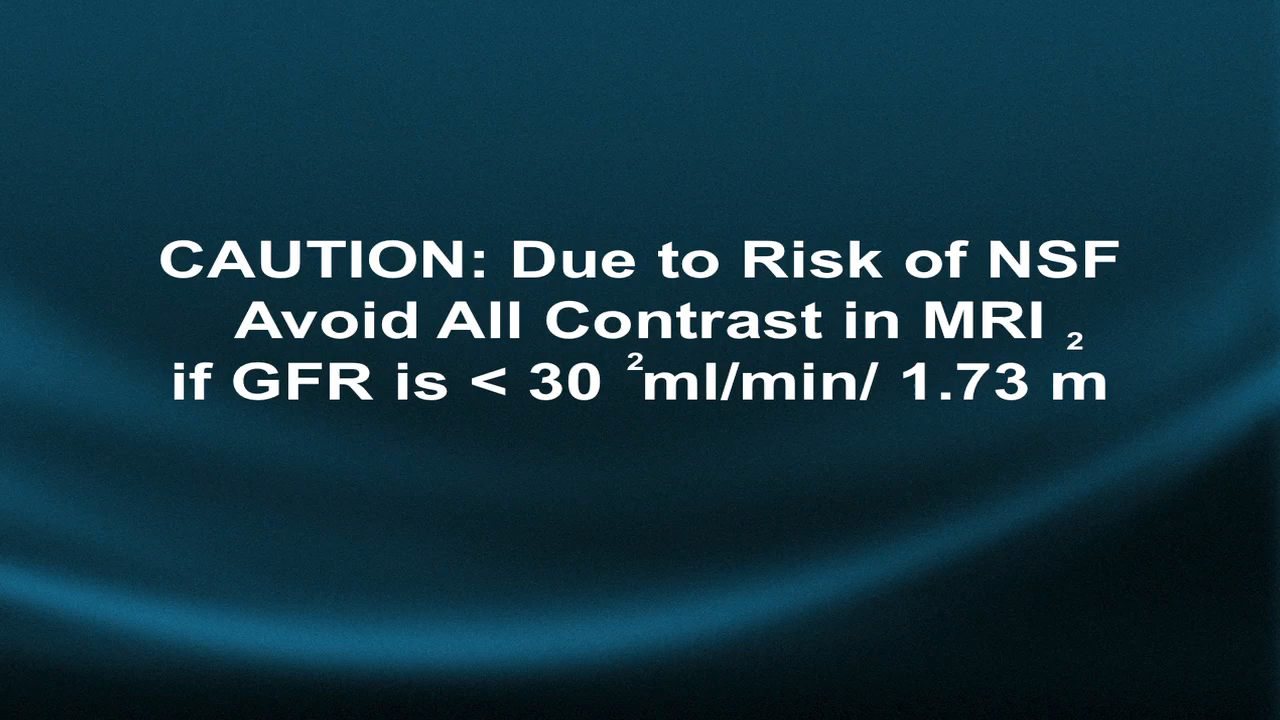 CAUTION: Due to Risk of NSF
Avoid All Contrast in MRI
if GFR is < 30 ²ml/min/ 1.73 m ²